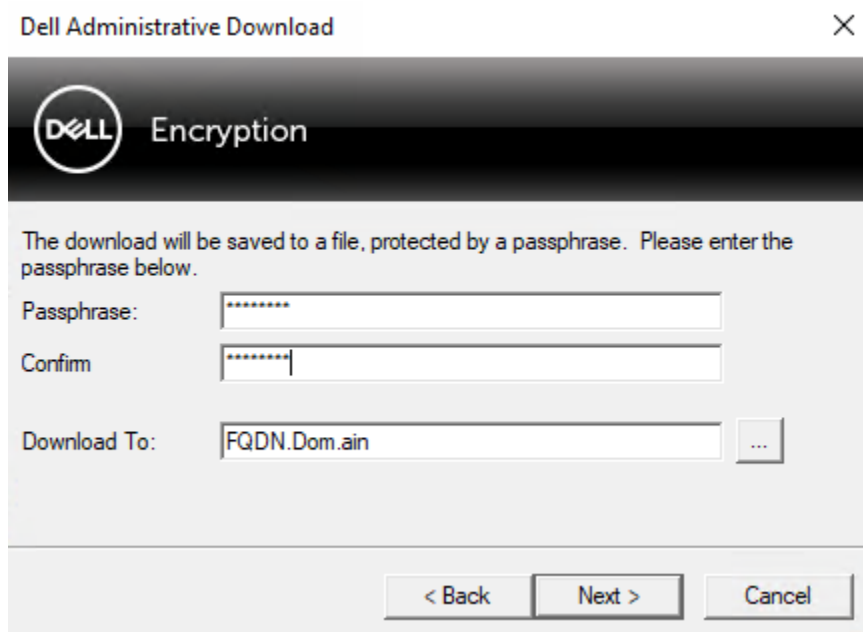 Dell Administrative Download
DELL Encryption
The download will be saved to a file, protected by a passphrase. Please enter the
passphrase below.
Passphrase: ********
Confirm ********
Download To: FQDN.Dom.ain ...
< Back Next > Cancel